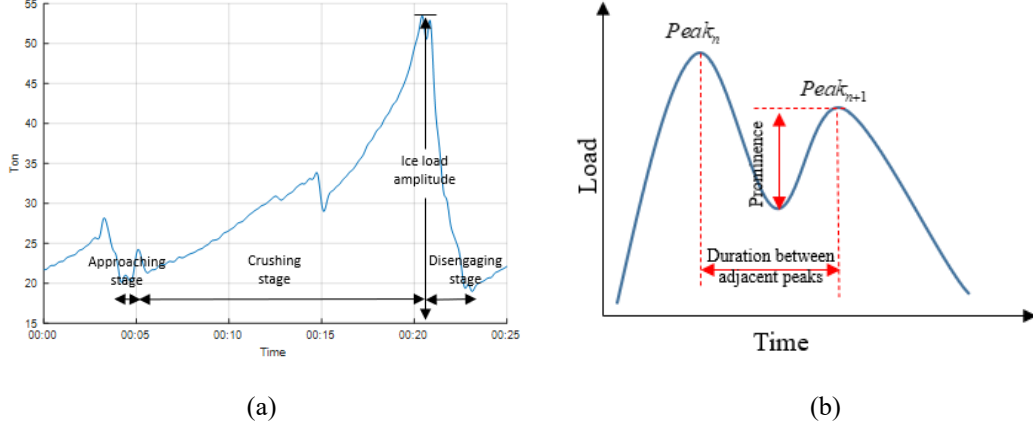 55
50
45
40
35
30
25
20
15
Ton
Ice load
amplitude
Approaching
stage
Crushing
stage
Disengaging
stage
00:00
00:05
00:10
00:15
00:20
00:25
Time
(a)
Load
Peakₙ
Peakₙ₊₁
Prominence
Duration between
adjacent peaks
Time
(b)